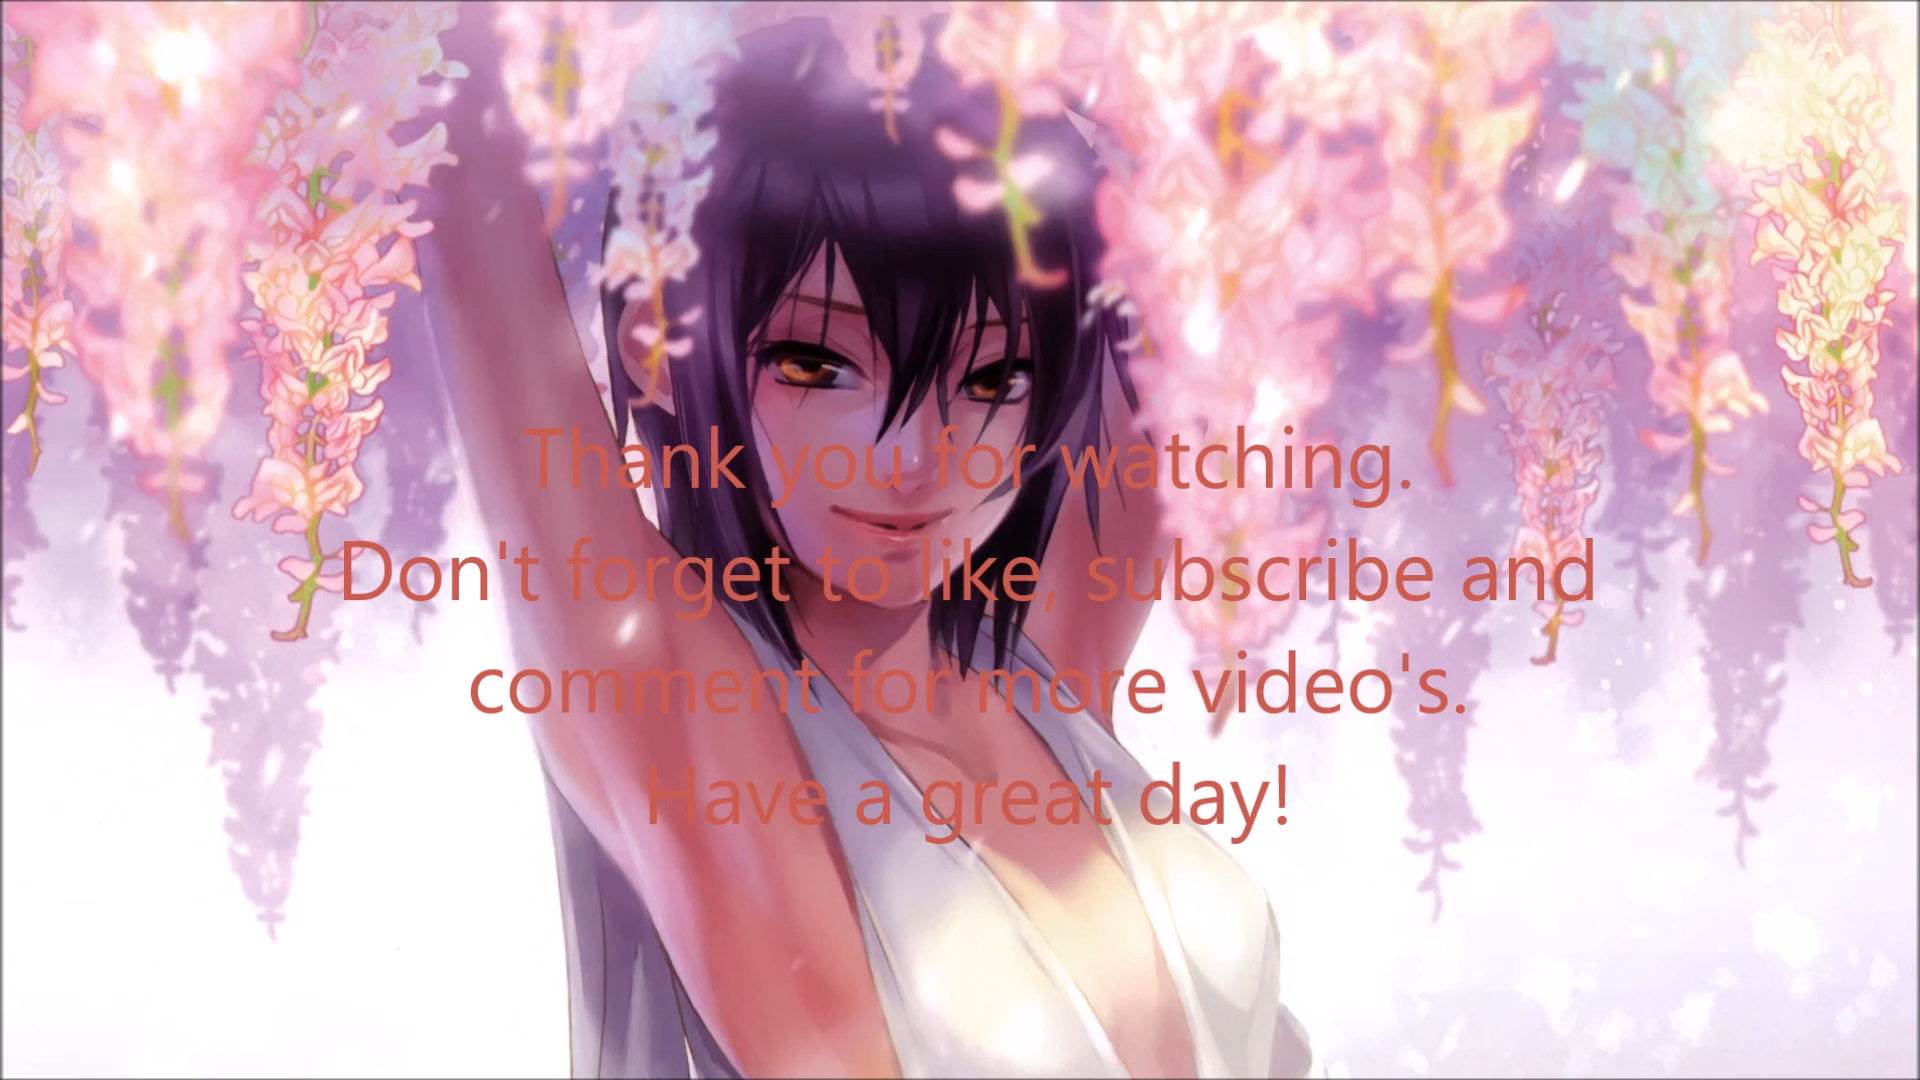 Thank you for watching.
Don't forget to like, subscribe and
comment for more video's.
Have a great day!